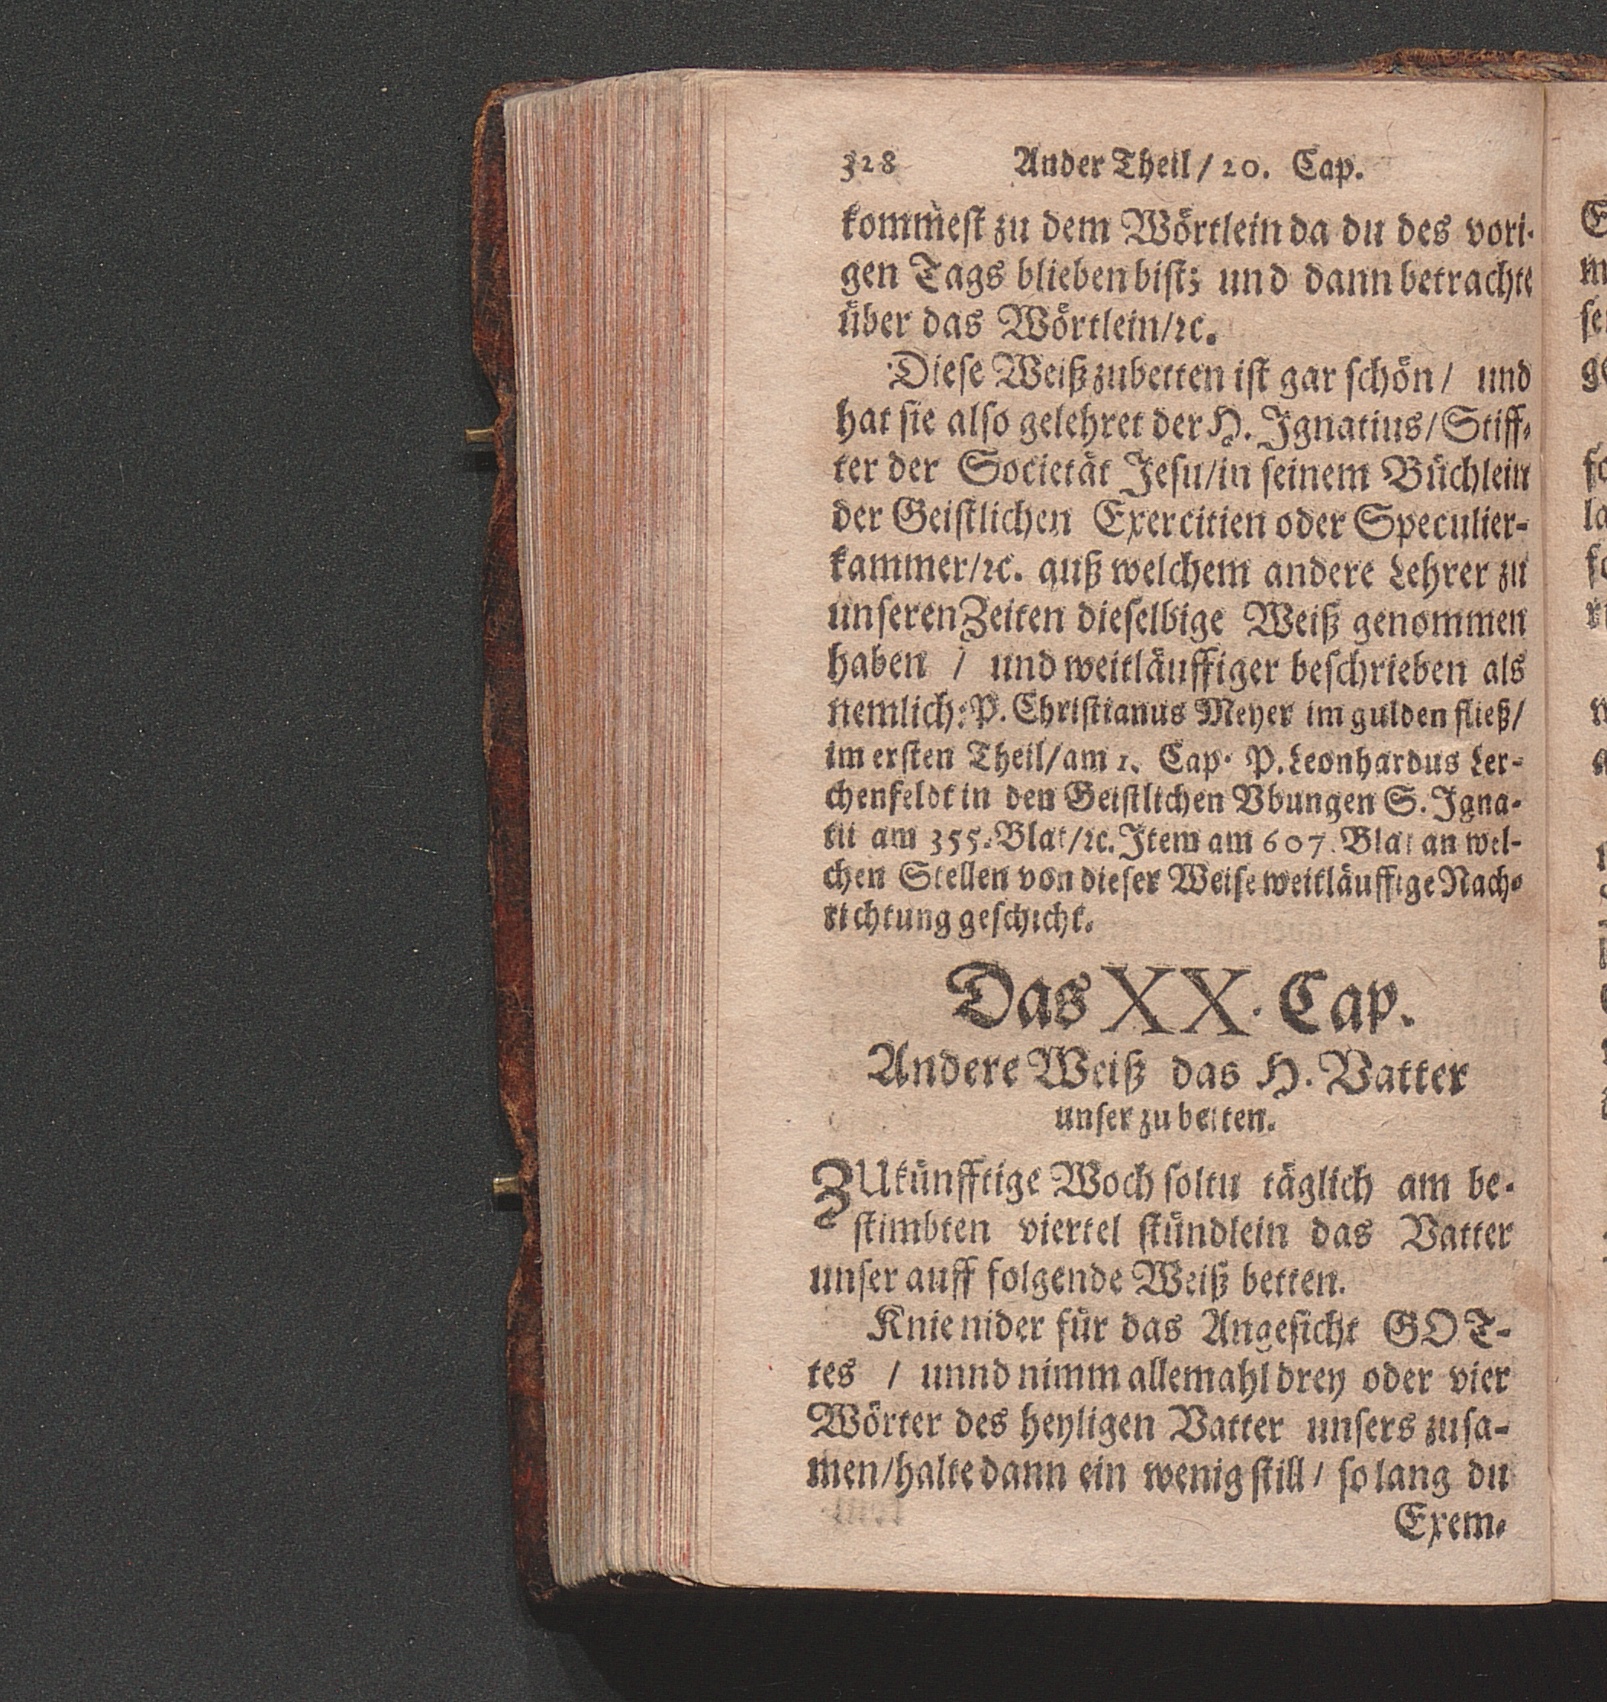 328 Ander Theil / 20. Cap.
kommest zu dem Wörtlein da du des vori-
gen Tags blieben bist; und dann betrachte
über das Wörtlein/ꝛc.
Diese Weiß zubetten ist gar schön / und
hat sie also gelehret der H. Ignatius/Stiff-
ter der Societät Jesu/in seinem Büchlein
der Geistlichen Exercitien oder Speculier-
kammer/ꝛc. auß welchem andere Lehrer zu
unseren Zeiten dieselbige Weiß genommen
haben / und weitläuffiger beschrieben als
nemlich: P. Christianus Meyer im gulden fließ/
im ersten Theil/am 1. Cap. P. Leonhardus Ler-
chenfeldt in den Geistlichen Vbungen S. Igna-
tii am 355. Blat/ꝛc. Item am 607. Blat an wel-
chen Stellen von dieser Weise weitläuffige Nach-
richtung geschicht.
Das XX. Cap.
Andere Weiß das H. Vatter
unser zu betten.
ZUkünfftige Woch soltu täglich am be-
stimbten viertel stündlein das Vatter
unser auff folgende Weiß betten.
Knie nider für das Angesicht GOT-
tes / unnd nimm allemahl drey oder vier
Wörter des heyligen Vatter unsers zusa-
men/halte dann ein wenig still / so lang du
Exem-